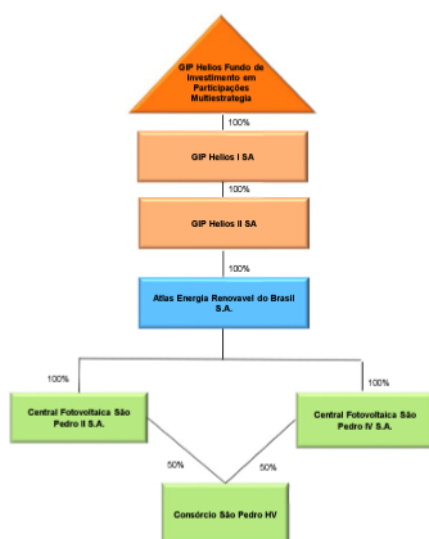 GIP Helios Fundo de
Investimento em
Participações
Multiestrategia
100%
GIP Helios I SA
100%
GIP Helios II SA
100%
Atlas Energia Renovavel do Brasil
S.A.
100%
100%
Central Fotovoltaica São
Pedro II S.A.
Central Fotovoltaica São
Pedro IV S.A.
50%
50%
Consórcio São Pedro HV